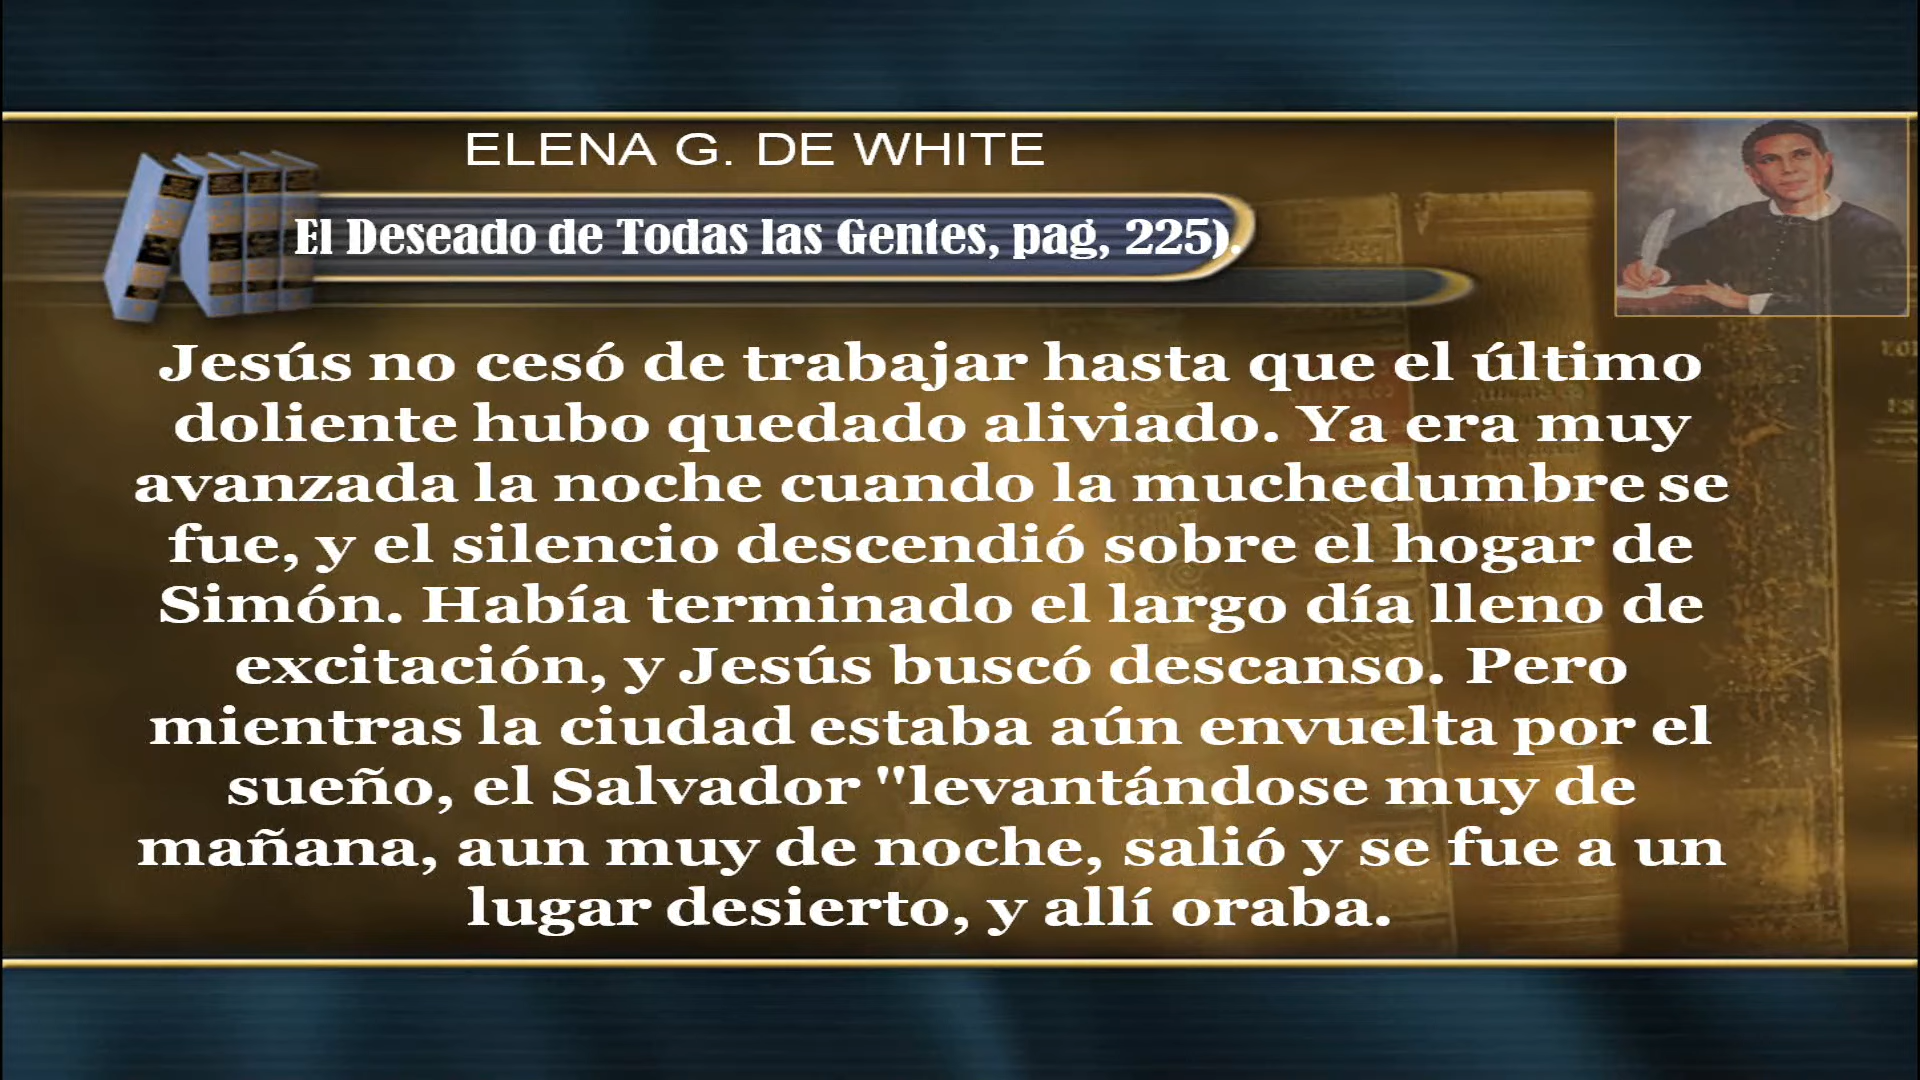 ELENA G. DE WHITE
El Deseado de Todas las Gentes, pag, 225).
Jesús no cesó de trabajar hasta que el último
doliente hubo quedado aliviado. Ya era muy
avanzada la noche cuando la muchedumbre se
fue, y el silencio descendió sobre el hogar de
Simón. Había terminado el largo día lleno de
excitación, y Jesús buscó descanso. Pero
mientras la ciudad estaba aún envuelta por el
sueño, el Salvador "levantándose muy de
mañana, aun muy de noche, salió y se fue a un
lugar desierto, y allí oraba.